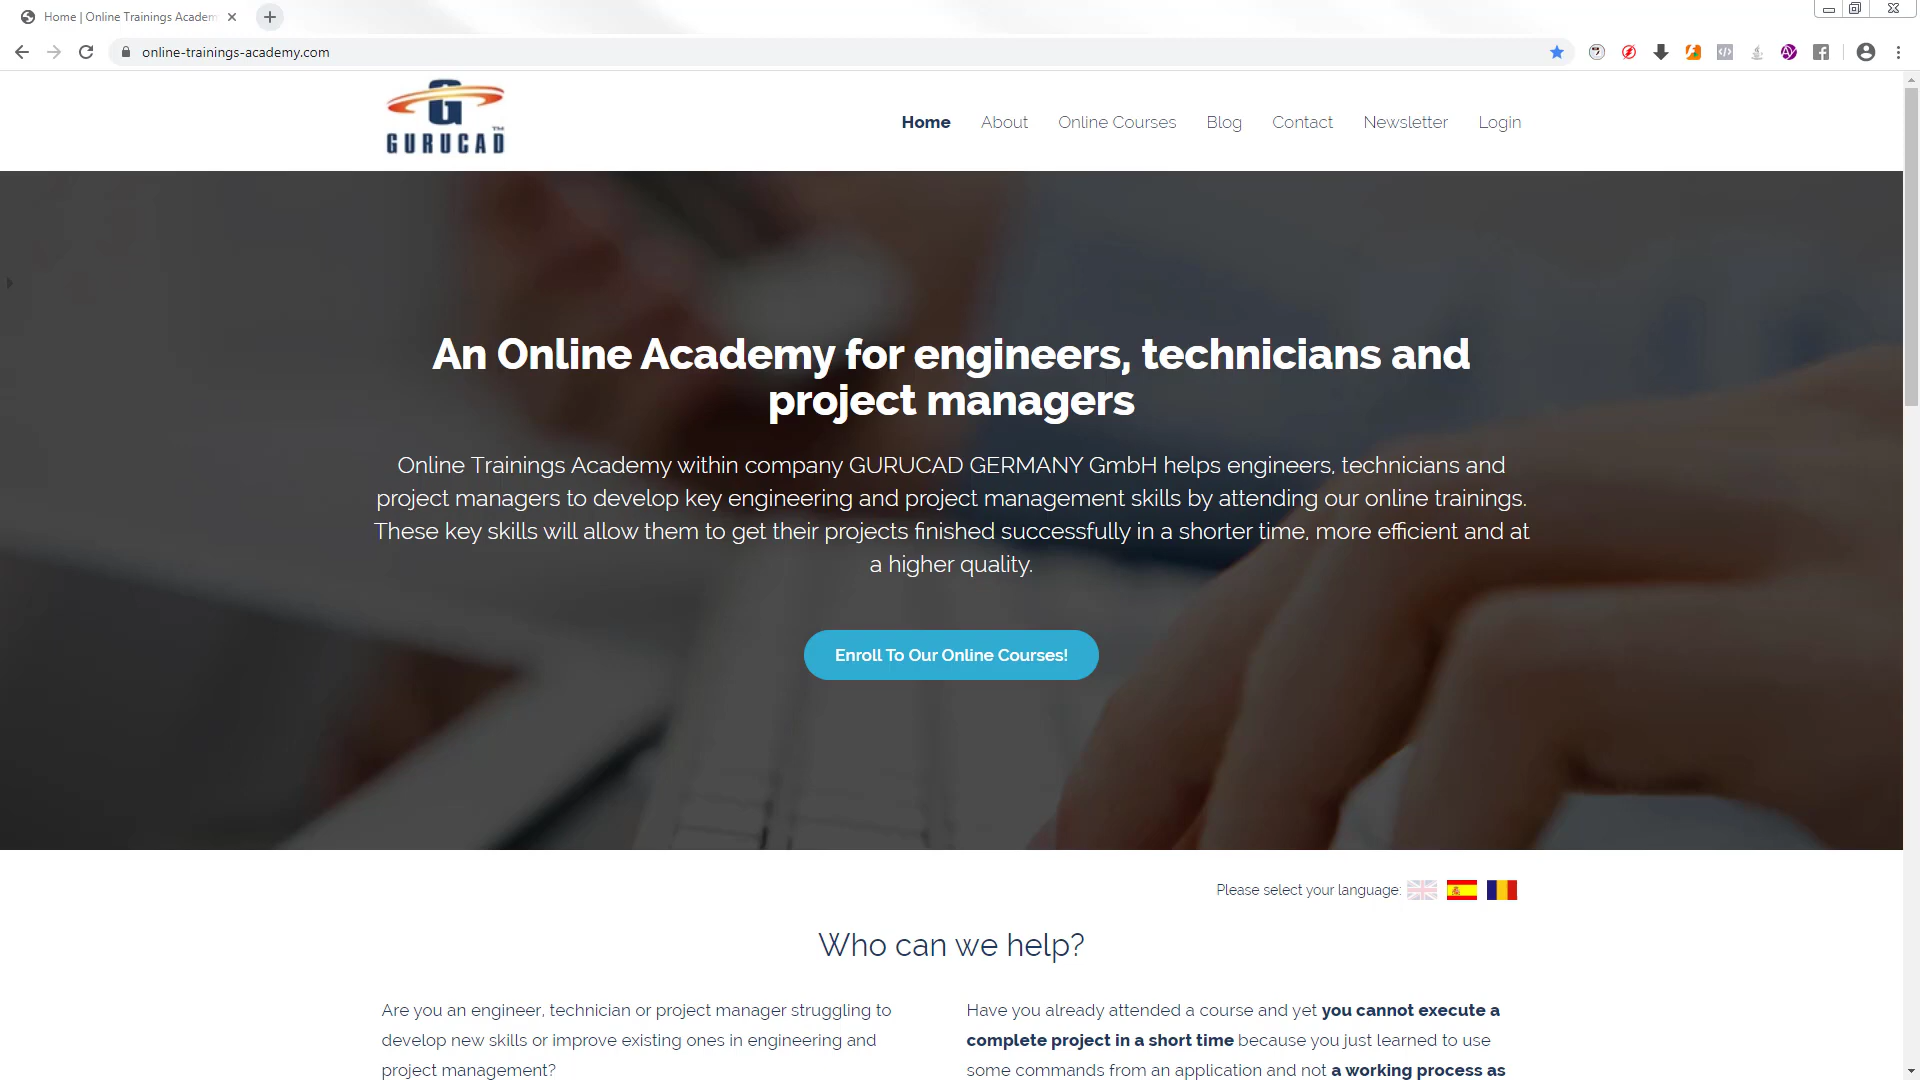 Home | Online Trainings Academ
online-trainings-academy.com
G
GURUCAD™
Home About Online Courses Blog Contact Newsletter Login
An Online Academy for engineers, technicians and
project managers
Online Trainings Academy within company GURUCAD GERMANY GmbH helps engineers, technicians and
project managers to develop key engineering and project management skills by attending our online trainings.
These key skills will allow them to get their projects finished successfully in a shorter time, more efficient and at
a higher quality.
Enroll To Our Online Courses!
Please select your language:
Who can we help?
Are you an engineer, technician or project manager struggling to
develop new skills or improve existing ones in engineering and
project management?
Have you already attended a course and yet you cannot execute a
complete project in a short time because you just learned to use
some commands from an application and not a working process as